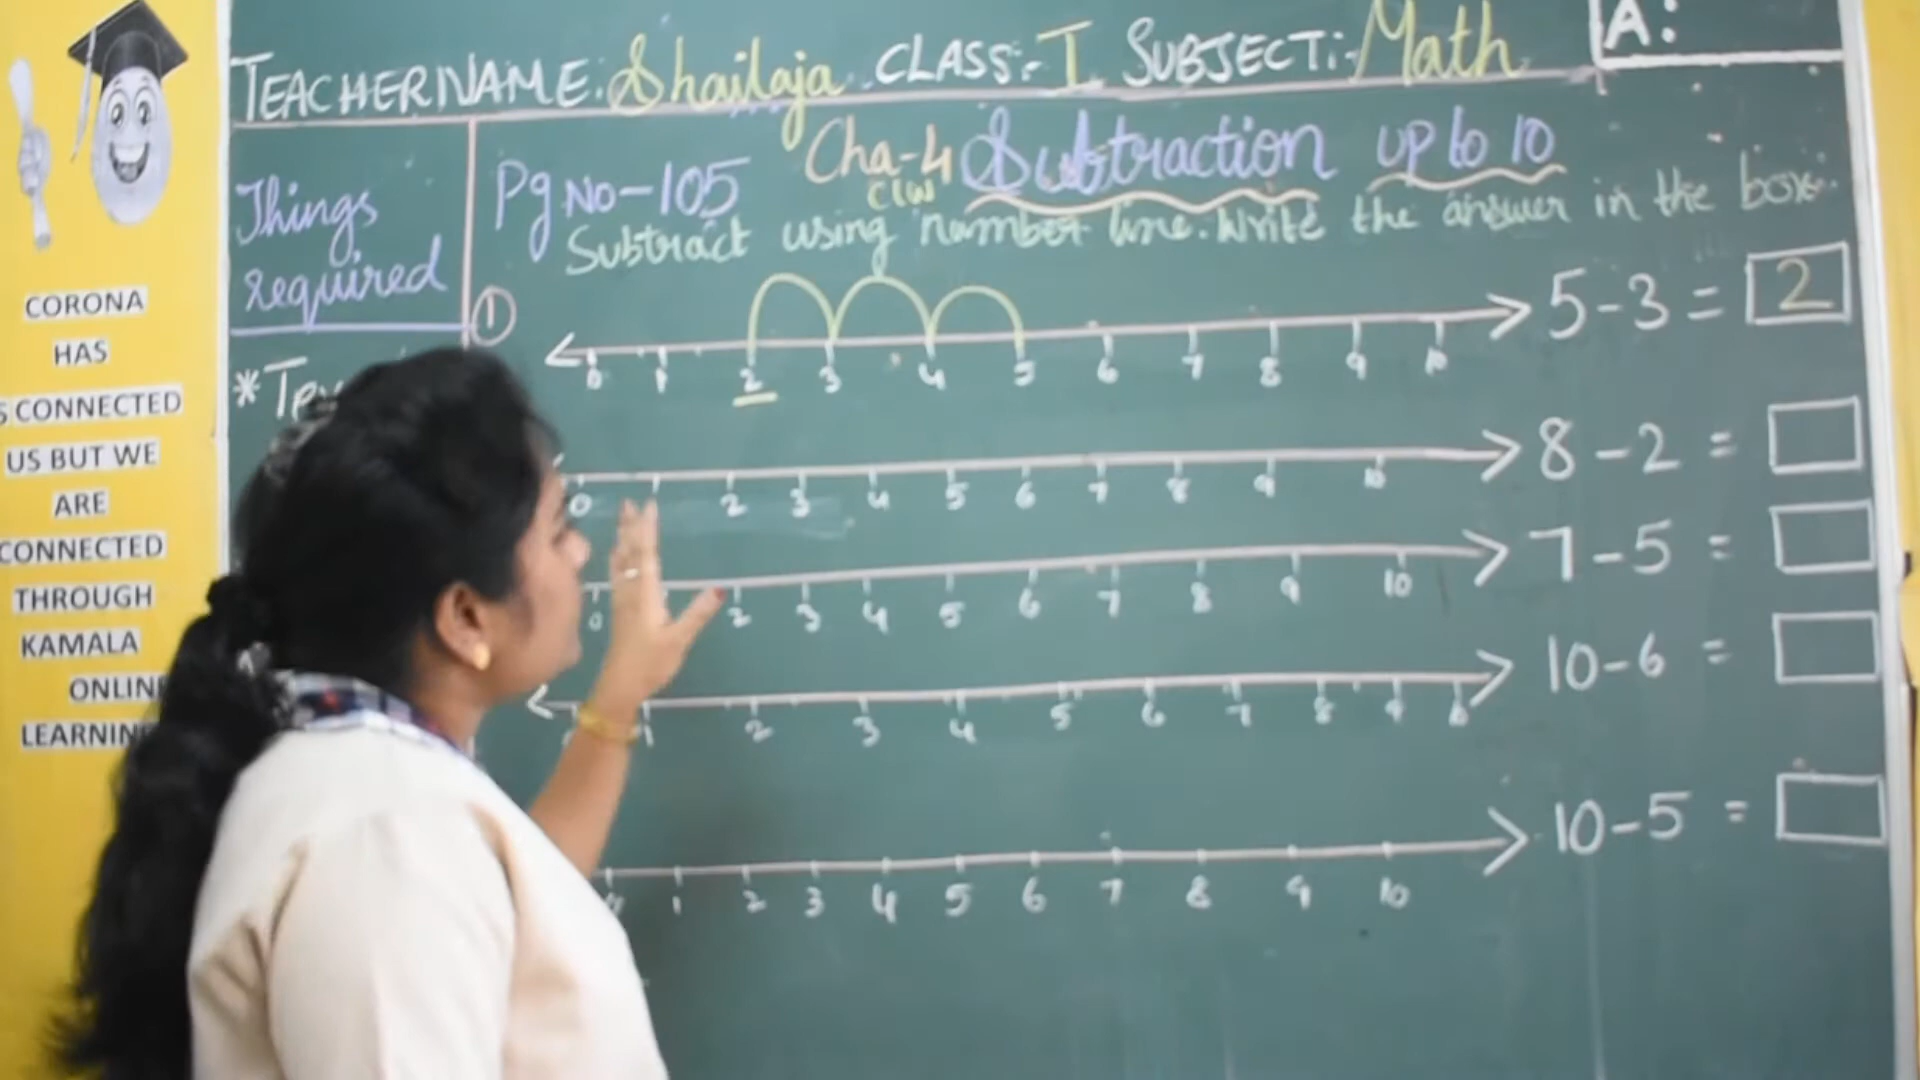 CORONA
HAS
S CONNECTED
US BUT WE
ARE
CONNECTED
THROUGH
KAMALA
ONLINE
LEARNING
TEACHER NAME: Shailaja CLASS:- I SUBJECT:- Math
A:
Things
required
Pg No-105 Cha-4 Subtraction up to 10
C/W
Subtract using number line. Write the answer in the box.
1
0 1 2 3 4 5 6 7 8 9 10
5-3 = 2
0 2 3 4 5 6 7 8 9 10
8-2 =
0 2 3 4 5 6 7 8 9 10
7-5 =
1 2 3 4 5 6 7 8 9 10
10-6 =
1 2 3 4 5 6 7 8 9 10
10-5 =